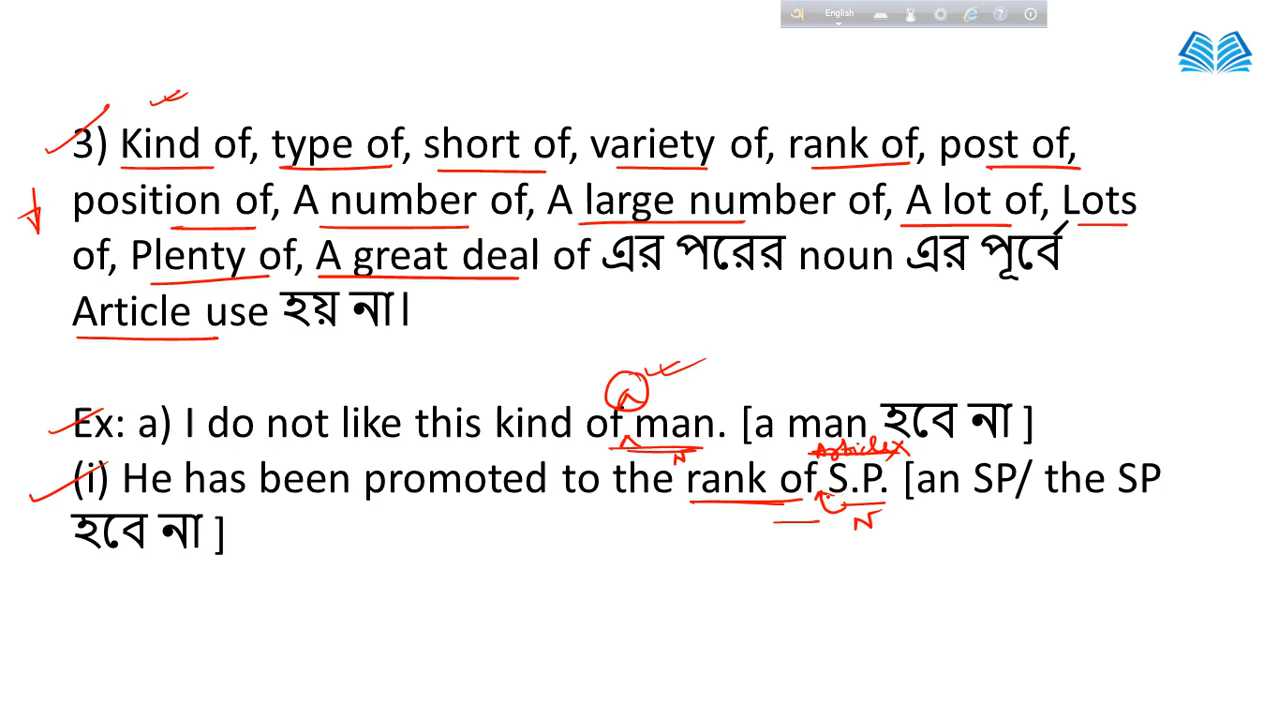 English
3) Kind of, type of, short of, variety of, rank of, post of,
position of, A number of, A large number of, A lot of, Lots
of, Plenty of, A great deal of এর পরের noun এর পূর্বে
Article use হয় না।
Ex: a) I do not like this kind of man. [a man হবে না ]
Article
N
(i) He has been promoted to the rank of S.P. [an SP/ the SP
N
হবে না ]